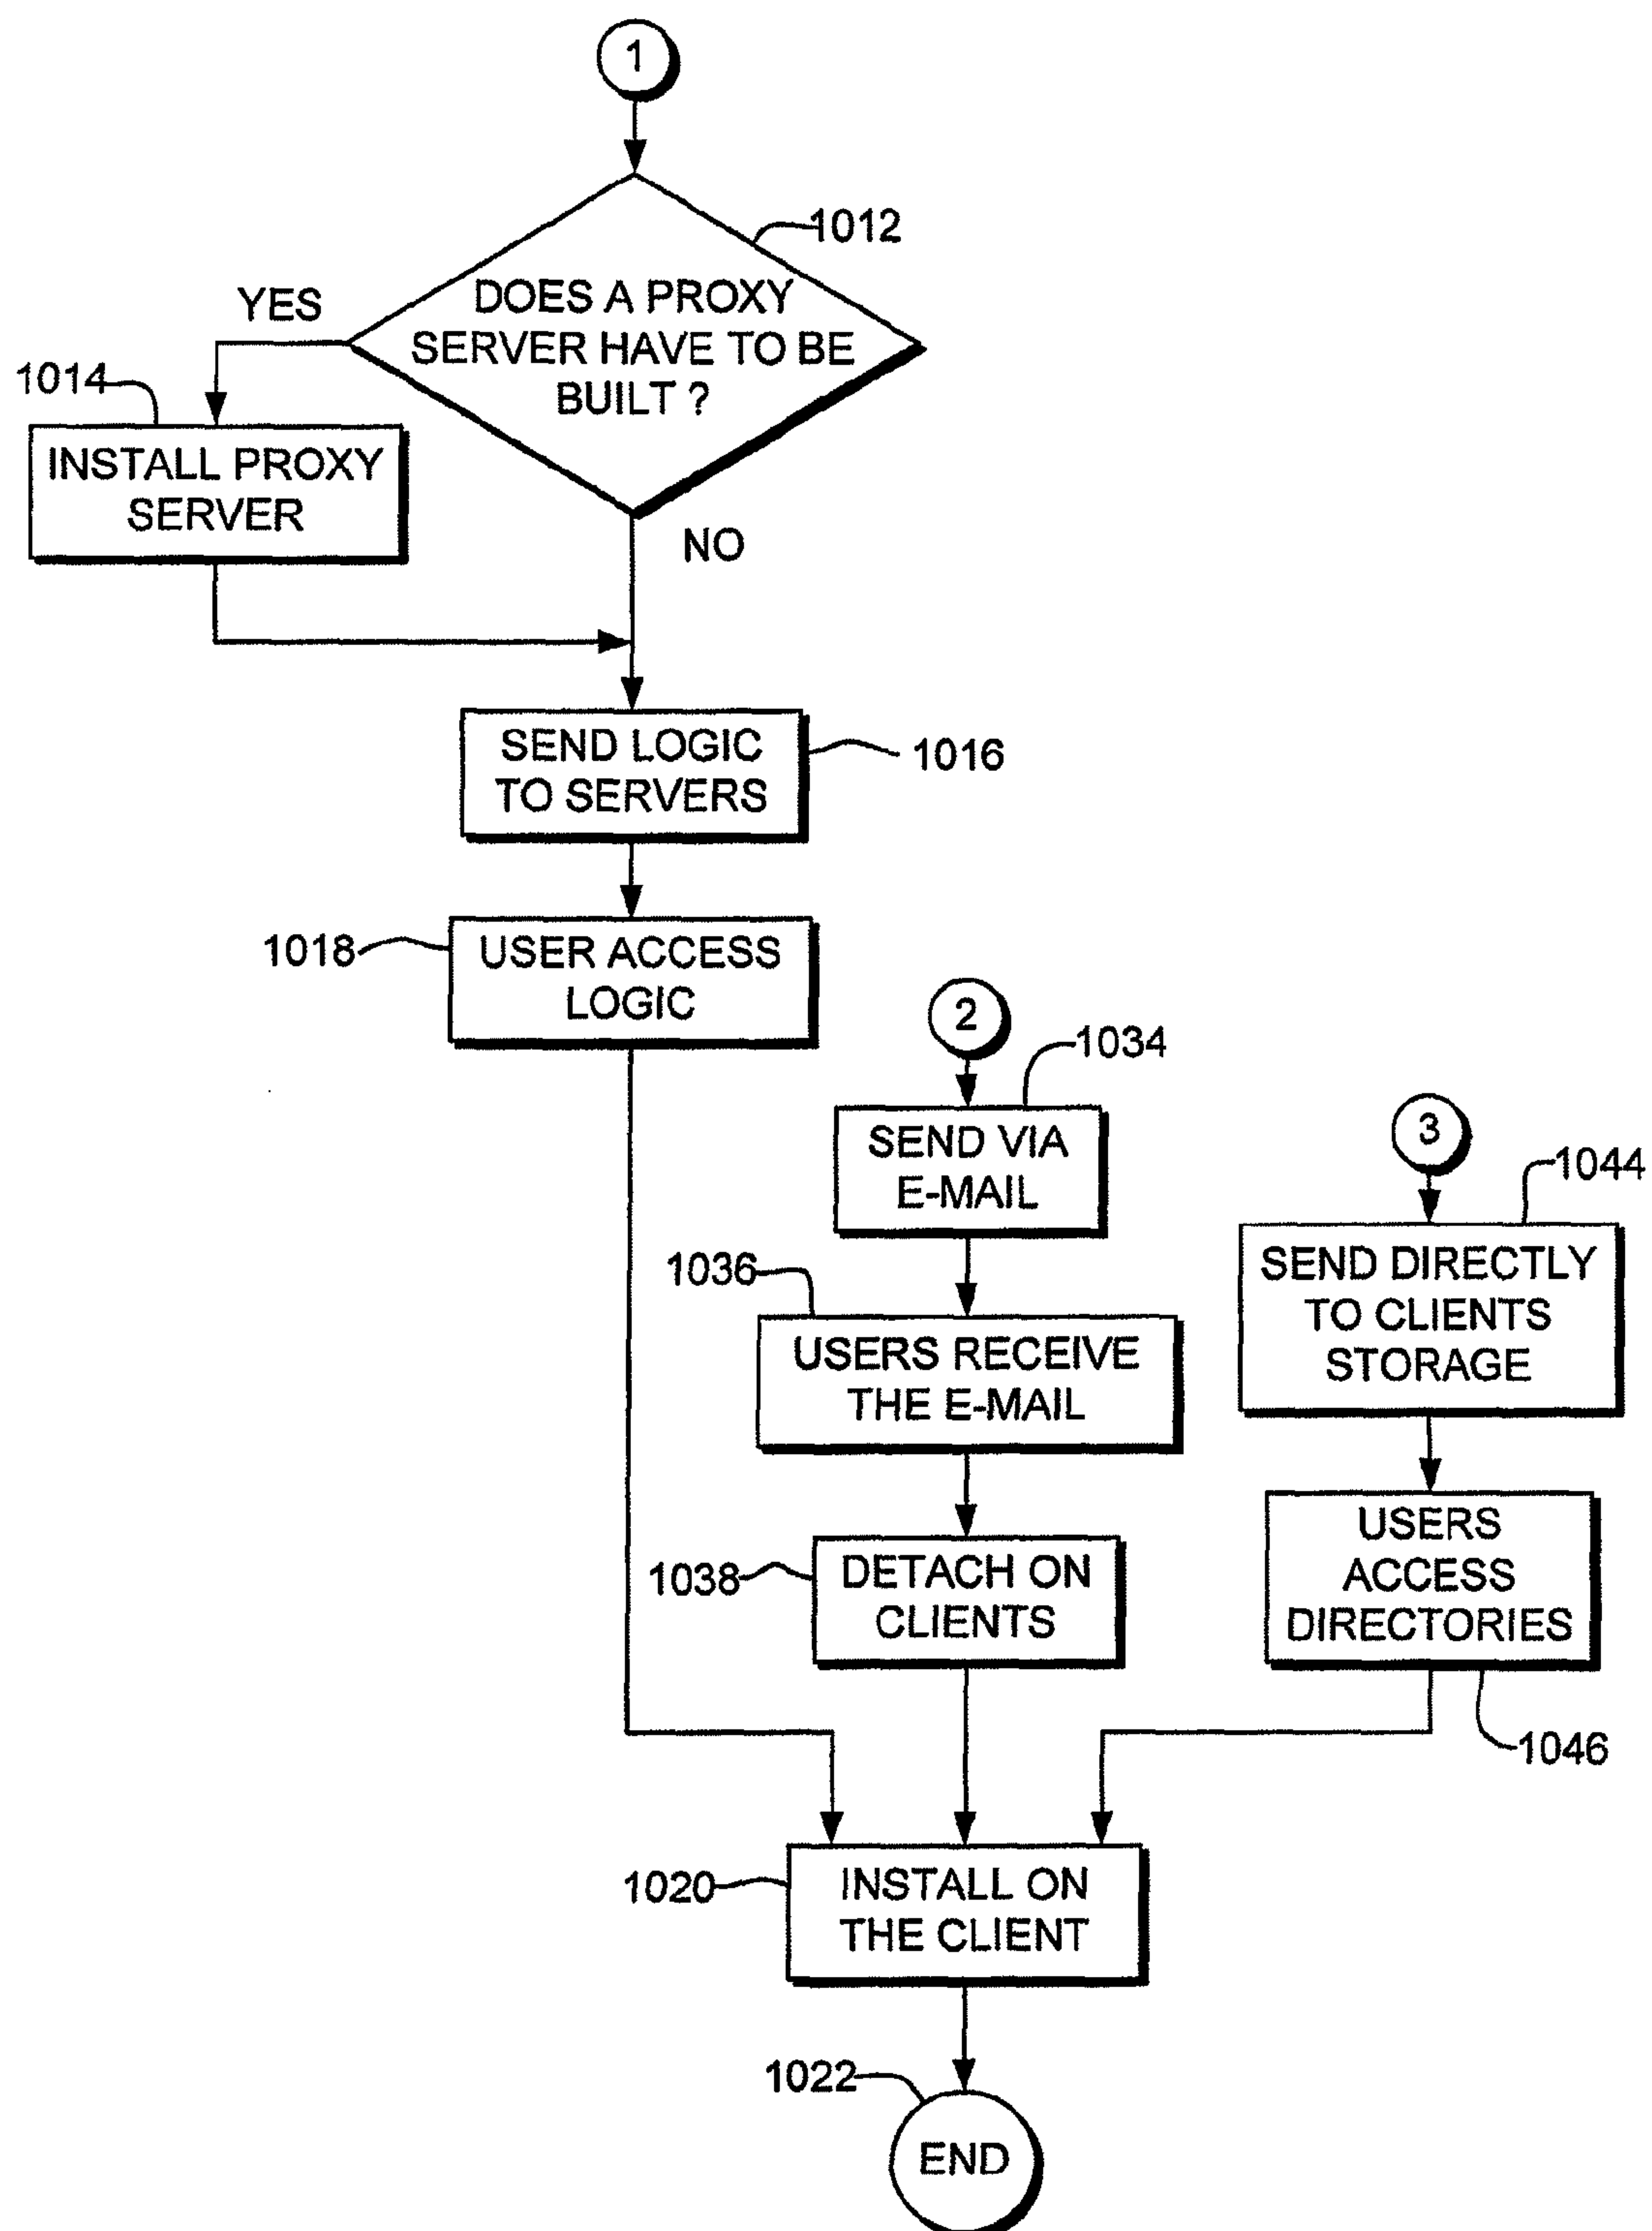 1
1012
DOES A PROXY
SERVER HAVE TO BE
BUILT ?
YES
1014
INSTALL PROXY
SERVER
NO
SEND LOGIC
TO SERVERS
1016
1018
USER ACCESS
LOGIC
2
1034
SEND VIA
E-MAIL
1036
USERS RECEIVE
THE E-MAIL
1038
DETACH ON
CLIENTS
3
1044
SEND DIRECTLY
TO CLIENTS
STORAGE
USERS
ACCESS
DIRECTORIES
1046
1020
INSTALL ON
THE CLIENT
1022
END